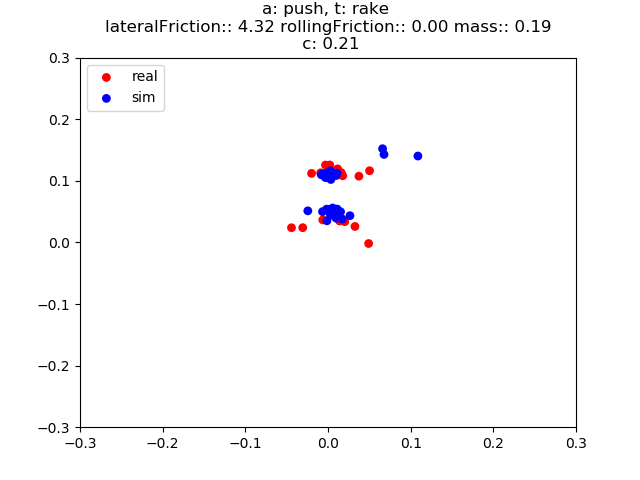 a: push, t: rake
lateralFriction:: 4.32 rollingFriction:: 0.00 mass:: 0.19
c: 0.21
real
sim
0.3
0.2
0.1
0.0
−0.1
−0.2
−0.3
−0.3 −0.2 −0.1 0.0 0.1 0.2 0.3